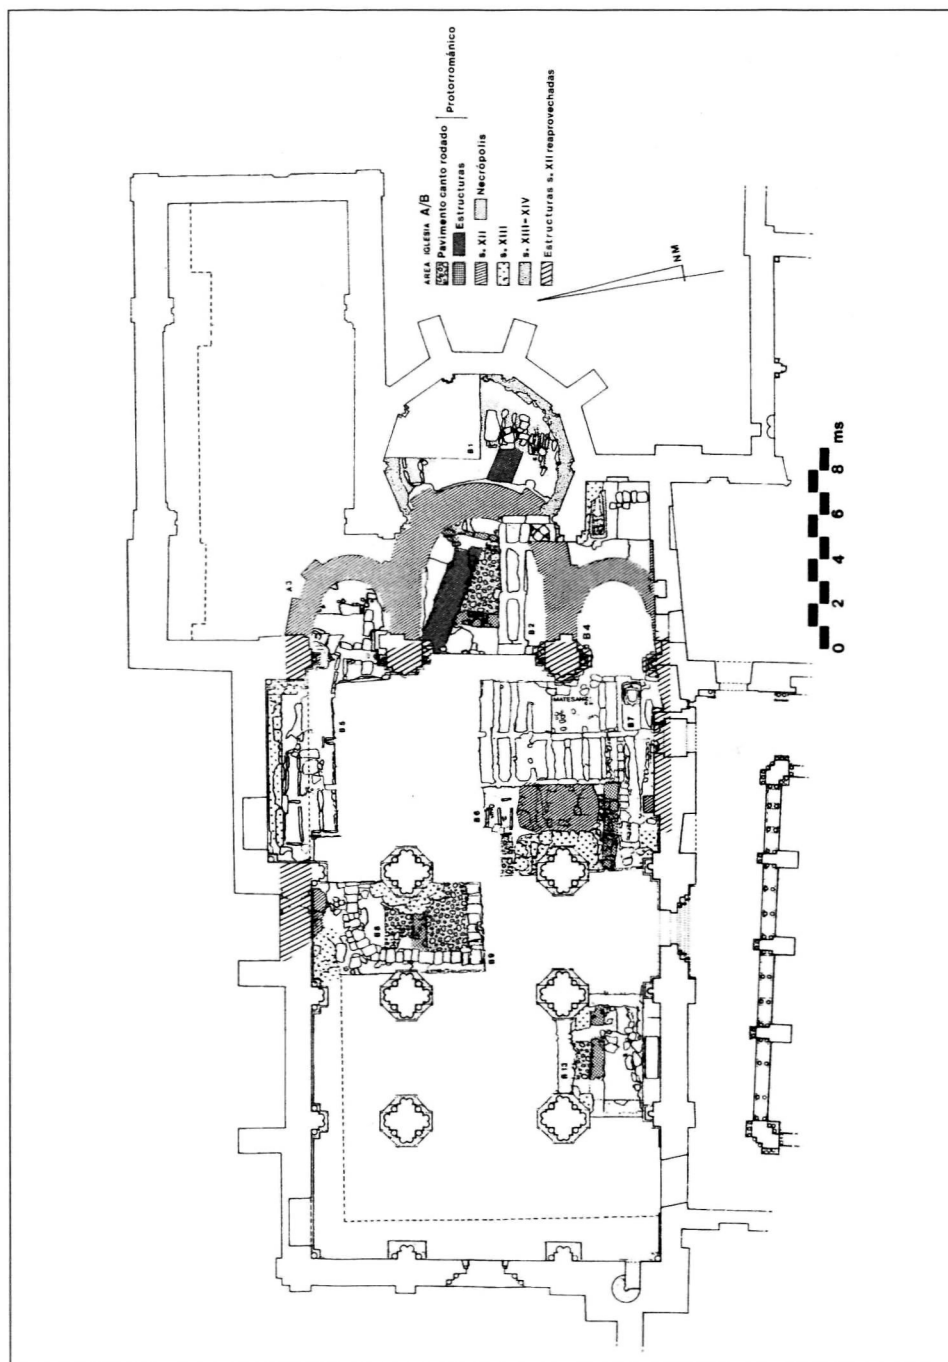 AREA IGLESIA A/B
Pavimento canto rodado
Estructuras
Protorrománico
s. XII
Necrópolis
s. XIII
s. XIII-XIV
Estructuras s. XII reaprovechadas
NM
0 2 4 6 8 ms
A3
B1
B2
B4
B5
MATESANZ
B7
B6
B8
B9
B13